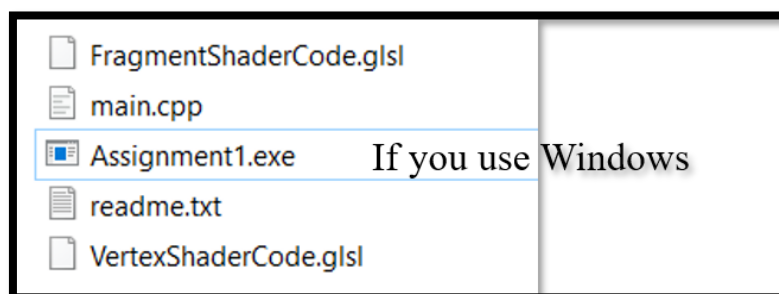 FragmentShaderCode.glsl
main.cpp
Assignment1.exe If you use Windows
readme.txt
VertexShaderCode.glsl